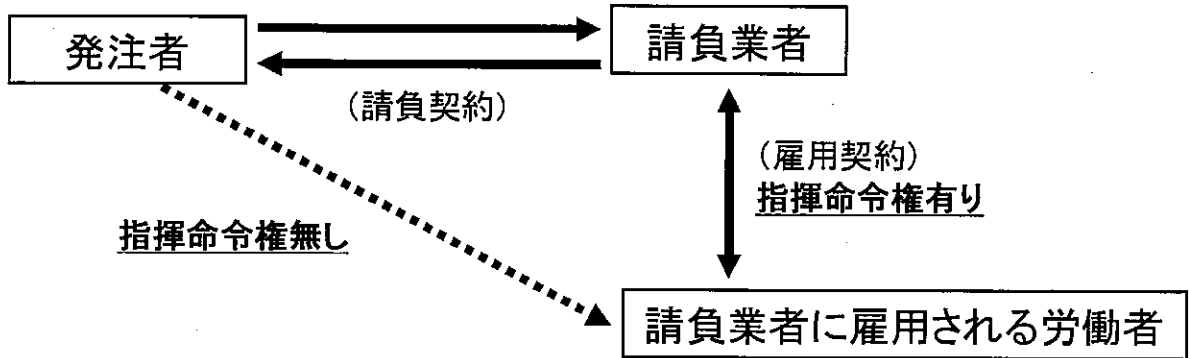 発注者
請負業者
(請負契約)
(雇用契約)
指揮命令権有り
指揮命令権無し
請負業者に雇用される労働者